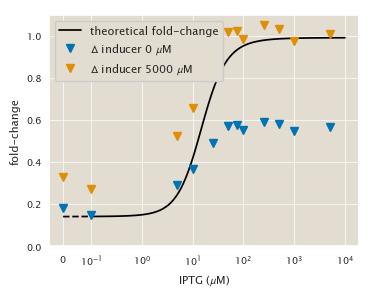 theoretical fold-change
Δ inducer 0 μM
Δ inducer 5000 μM
fold-change
1.0
0.8
0.6
0.4
0.2
0.0
0 10⁻¹ 10⁰ 10¹ 10² 10³ 10⁴
IPTG (μM)